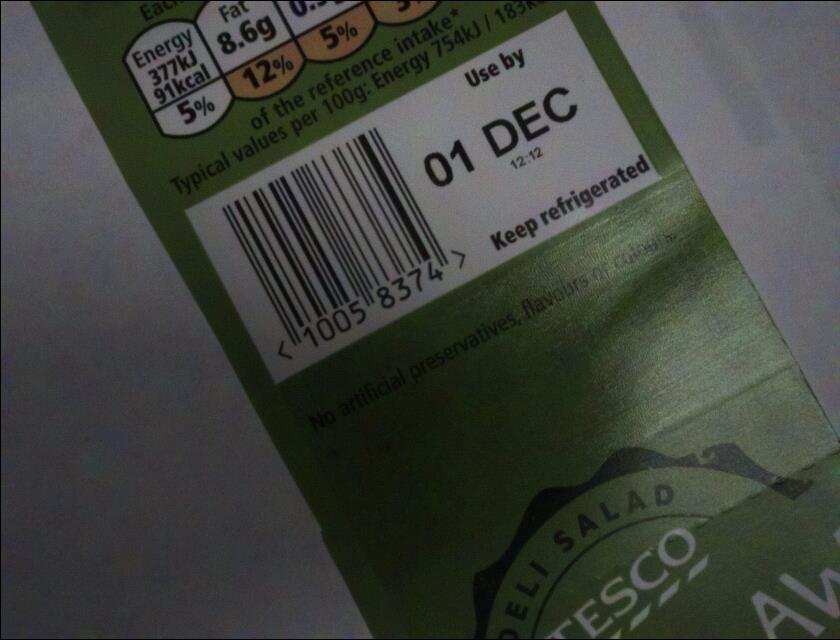 Each
Energy
377kJ
91kcal
5%
Fat
8.6g
12%
5%
of the reference intake*
Typical values per 100g: Energy 754kJ / 183k
Use by
01 DEC
12:12
Keep refrigerated
< 1005 8374 >
No artificial preservatives, flavours or colours.
DELI SALAD
TESCO
AW